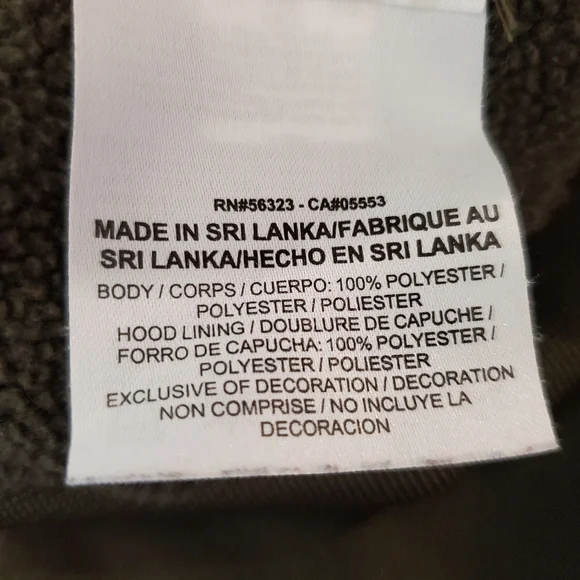 RN#56323 - CA#05553
MADE IN SRI LANKA/FABRIQUE AU
SRI LANKA/HECHO EN SRI LANKA
BODY / CORPS / CUERPO: 100% POLYESTER /
POLYESTER / POLIESTER
HOOD LINING / DOUBLURE DE CAPUCHE /
FORRO DE CAPUCHA: 100% POLYESTER /
POLYESTER / POLIESTER
EXCLUSIVE OF DECORATION / DECORATION
NON COMPRISE / NO INCLUYE LA
DECORACION